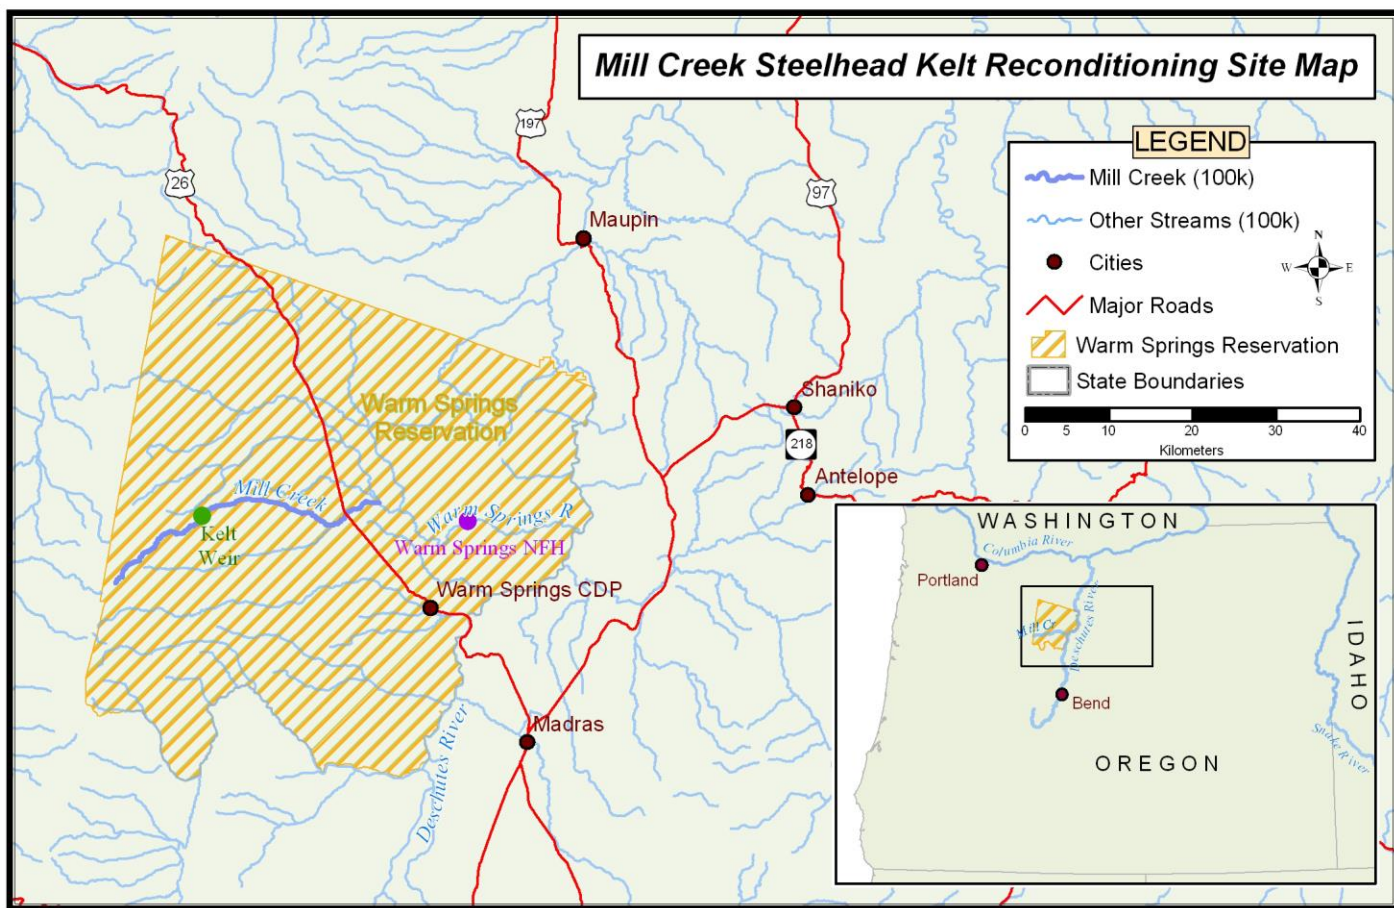 Mill Creek Steelhead Kelt Reconditioning Site Map
197
26
97
Maupin
LEGEND
Mill Creek (100k)
Other Streams (100k)
Cities
Major Roads
Warm Springs Reservation
State Boundaries
N
W
E
S
0 5 10 20 30 40
Kilometers
Shaniko
218
Antelope
Warm Springs
Reservation
Mill Creek
Kelt
Weir
Warm Springs R
Warm Springs NFH
Warm Springs CDP
Madras
Deschutes River
WASHINGTON
Columbia River
Portland
Mill Cr
Deschutes River
Bend
OREGON
IDAHO
Snake River